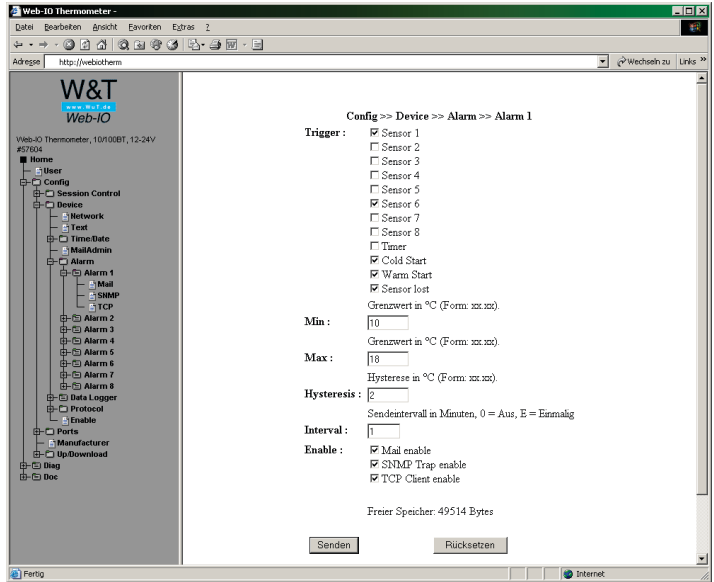 Web-IO Thermometer -
Datei Bearbeiten Ansicht Favoriten Extras ?
Adresse http://webiotherm Wechseln zu Links »
W&T
www.WuT.de
Web-IO
Web-IO Thermometer, 10/100BT, 12-24V
#57604
Home
User
Config
Session Control
Device
Network
Text
Time/Date
MailAdmin
Alarm
Alarm 1
Mail
SNMP
TCP
Alarm 2
Alarm 3
Alarm 4
Alarm 5
Alarm 6
Alarm 7
Alarm 8
Data Logger
Protocol
Enable
Ports
Manufacturer
Up/Download
Diag
Doc
Config >> Device >> Alarm >> Alarm 1
Trigger : Sensor 1
Sensor 2
Sensor 3
Sensor 4
Sensor 5
Sensor 6
Sensor 7
Sensor 8
Timer
Cold Start
Warm Start
Sensor lost
Grenzwert in °C (Form: xx.xx).
Min : 10
Grenzwert in °C (Form: xx.xx).
Max : 18
Hysterese in °C (Form: xx.xx).
Hysteresis : 2
Sendeintervall in Minuten, 0 = Aus, E = Einmalig
Interval : 1
Enable : Mail enable
SNMP Trap enable
TCP Client enable
Freier Speicher: 49514 Bytes
Senden Rücksetzen
Fertig Internet